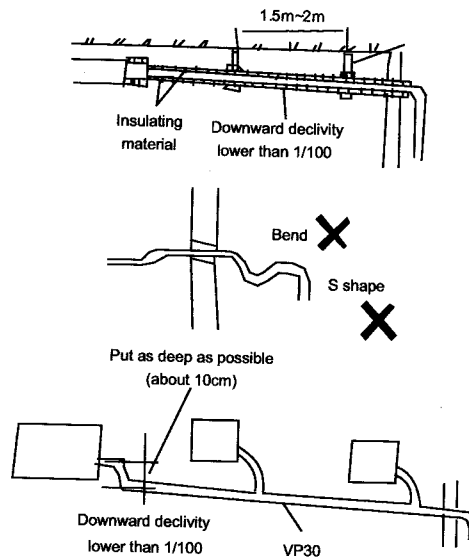 1.5m~2m
Insulating
material
Downward declivity
lower than 1/100
Bend
S shape
Put as deep as possible
(about 10cm)
Downward declivity
lower than 1/100
VP30